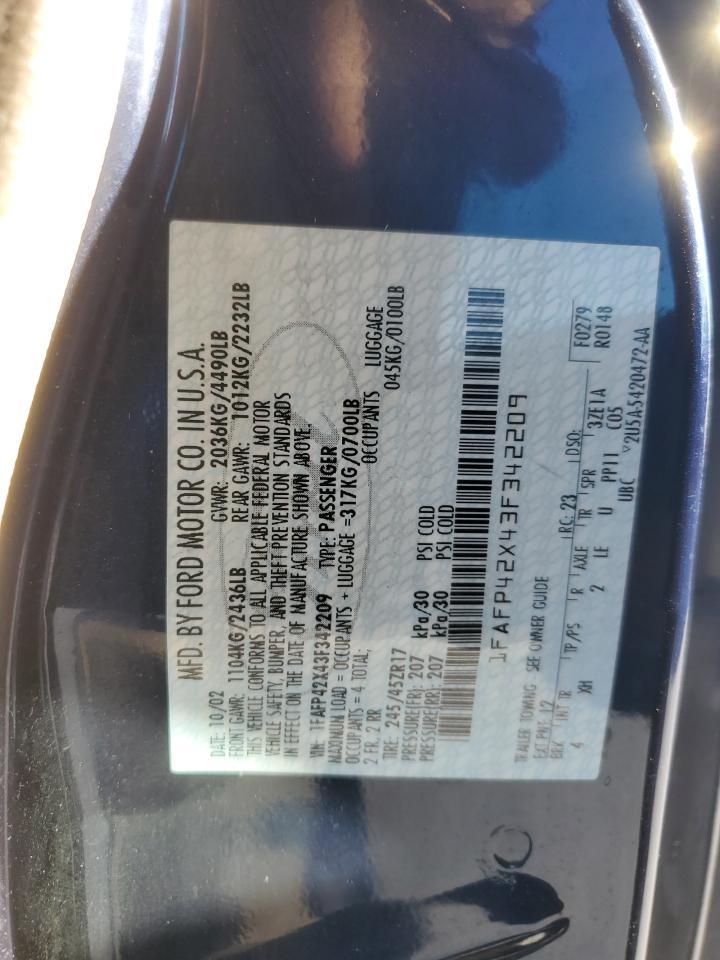 MFD. BY FORD MOTOR CO. IN U.S.A.
DATE: 10/02 GVWR: 2036KG/4490LB
FRONT GAWR: 1104KG/2436LB REAR GAWR: 1012KG/2232LB
THIS VEHICLE CONFORMS TO ALL APPLICABLE FEDERAL MOTOR
VEHICLE SAFETY, BUMPER, AND THEFT PREVENTION STANDARDS
IN EFFECT ON THE DATE OF MANUFACTURE SHOWN ABOVE.
VIN: 1FAFP42X43F342209 TYPE: PASSENGER
MAXIMUM LOAD = OCCUPANTS + LUGGAGE =317KG/0700LB
OCCUPANTS = 4 TOTAL; OCCUPANTS LUGGAGE
2 FR, 2 RR 045KG/0100LB
TIRE: 245/45ZR17
PRESSURE(FR): 207 kPa/30 PSI COLD
PRESSURE(RR): 207 kPa/30 PSI COLD
1FAFP42X43F342209
TRAILER TOWING - SEE OWNER GUIDE
EXT PNT: 12 RC: 23 DSO: F0279
BRK INT TR TP/PS R AXLE TR SPR R0148
4 XH 2 LE U PP11 3ZE1A
UBC C05
V2U5A-5420472-AA